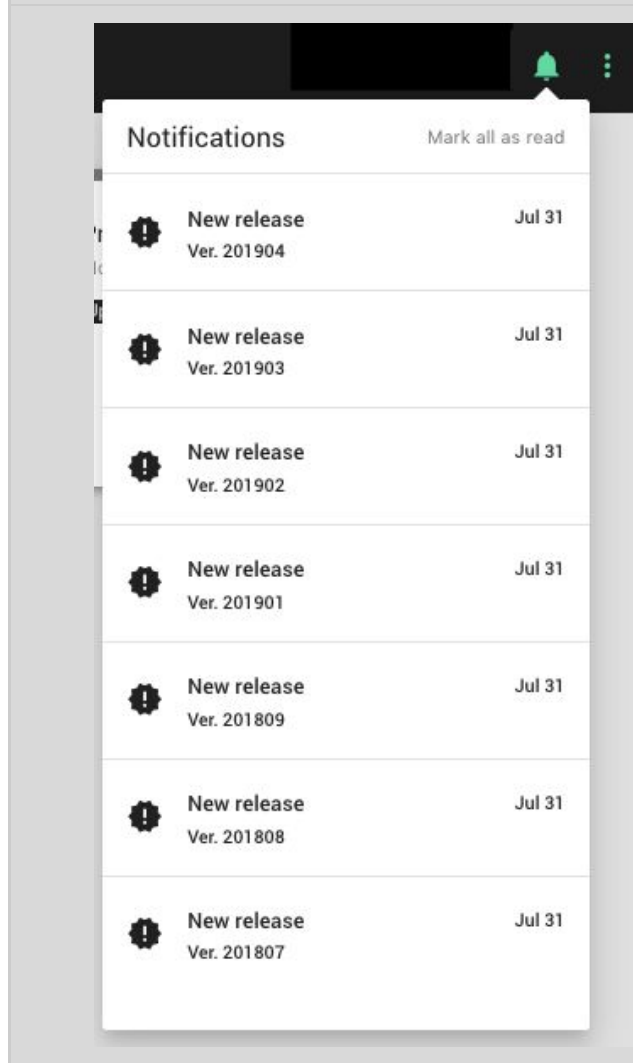 Notifications
Mark all as read
New release
Jul 31
Ver. 201904
New release
Jul 31
Ver. 201903
New release
Jul 31
Ver. 201902
New release
Jul 31
Ver. 201901
New release
Jul 31
Ver. 201809
New release
Jul 31
Ver. 201808
New release
Jul 31
Ver. 201807